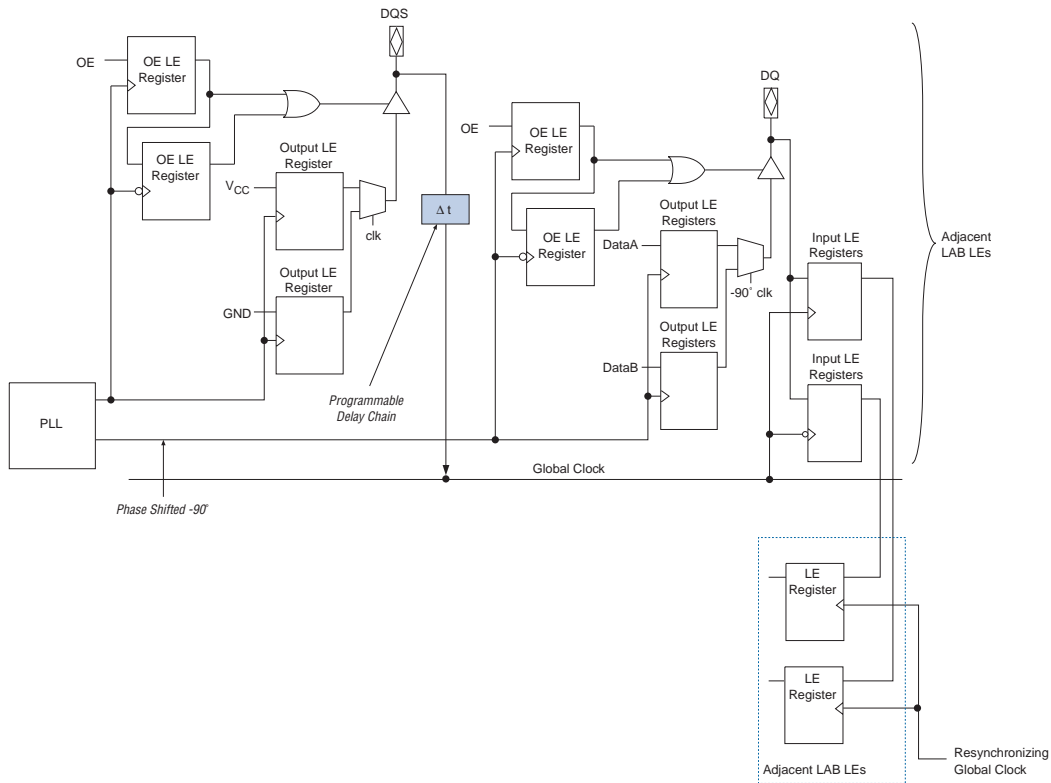 DQS
OE
OE LE
Register
OE LE
Register
Output LE
Register
VCC
clk
Δ t
Output LE
Register
GND
Programmable
Delay Chain
PLL
Phase Shifted -90°
DQ
OE
OE LE
Register
OE LE
Register
Output LE
Registers
DataA
-90° clk
Output LE
Registers
DataB
Input LE
Registers
Input LE
Registers
Adjacent
LAB LEs
Global Clock
LE
Register
LE
Register
Adjacent LAB LEs
Resynchronizing
Global Clock